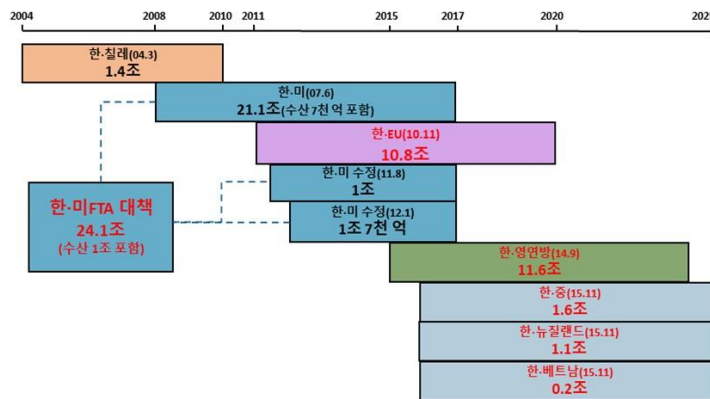 2004 2008 2010 2011 2015 2017 2020
한·칠레(04.3)
1.4조
한·미(07.6)
21.1조(수산 7천 억 포함)
한·EU(10.11)
10.8조
한·미 수정(11.8)
1조
한·미FTA 대책
24.1조
(수산 1조 포함)
한·미 수정(12.1)
1조 7천 억
한·영연방(14.9)
11.6조
한·중(15.11)
1.6조
한·뉴질랜드(15.11)
1.1조
한·베트남(15.11)
0.2조